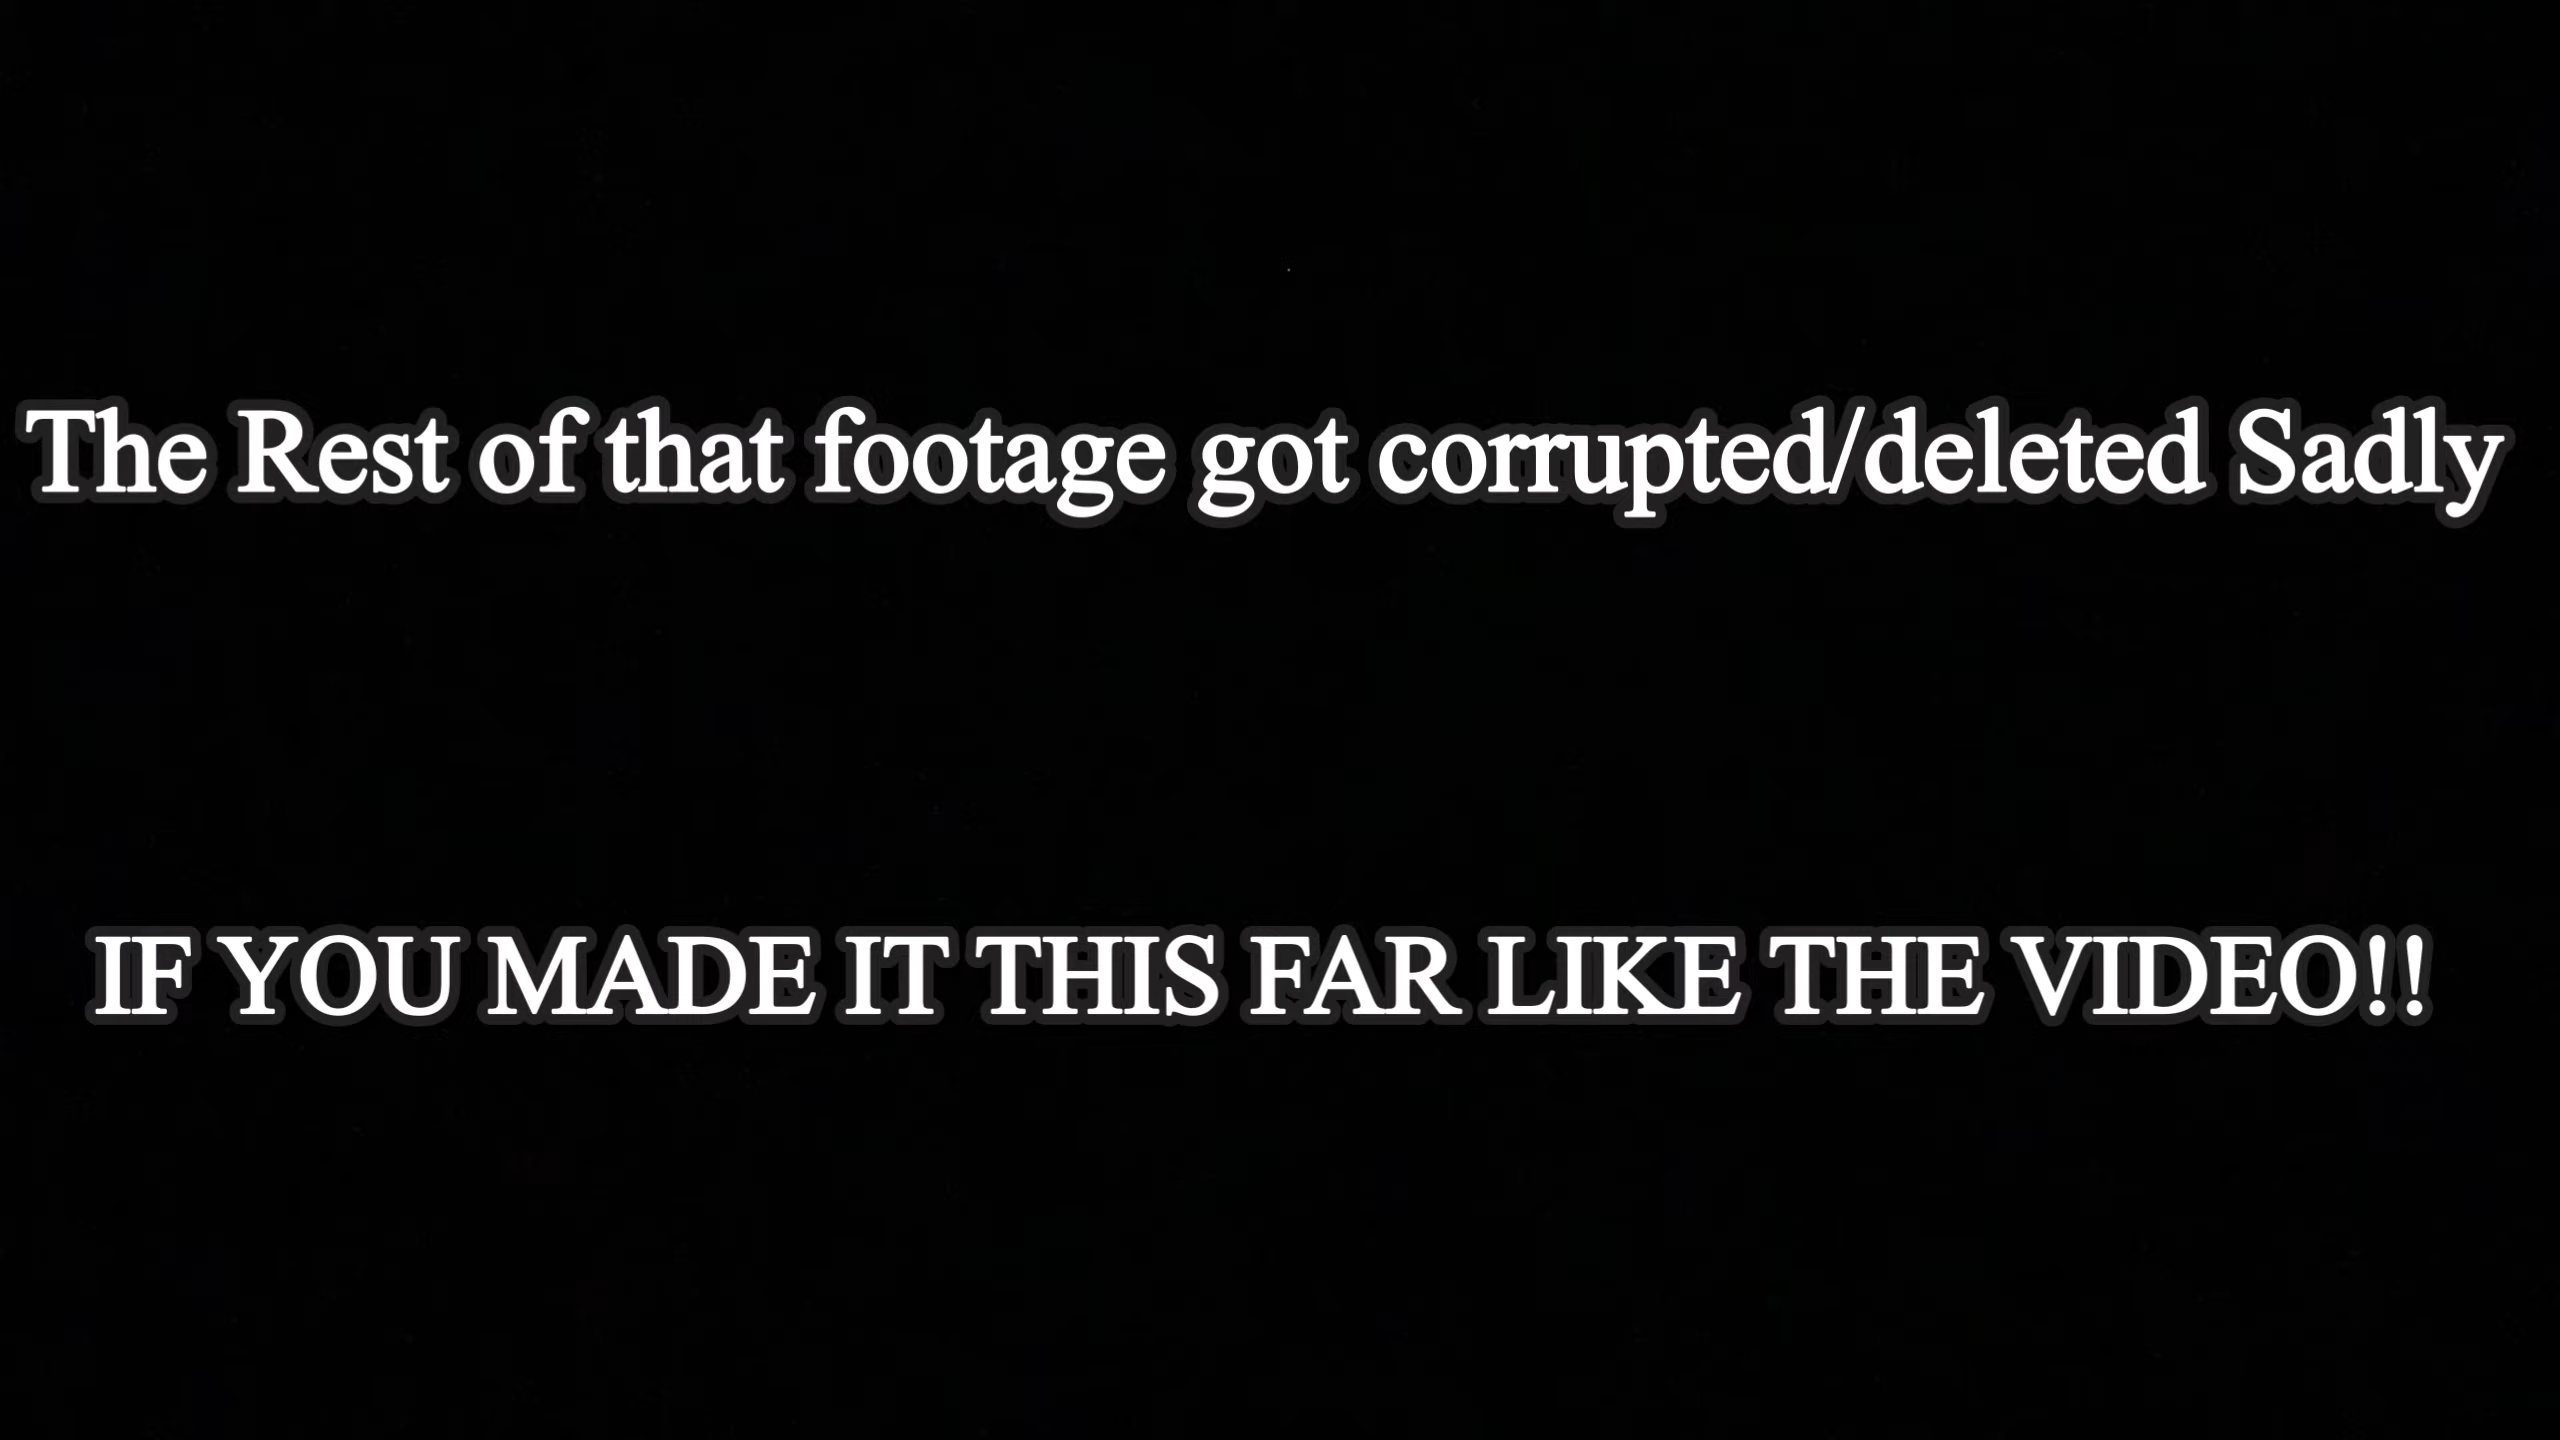 The Rest of that footage got corrupted/deleted Sadly
IF YOU MADE IT THIS FAR LIKE THE VIDEO!!